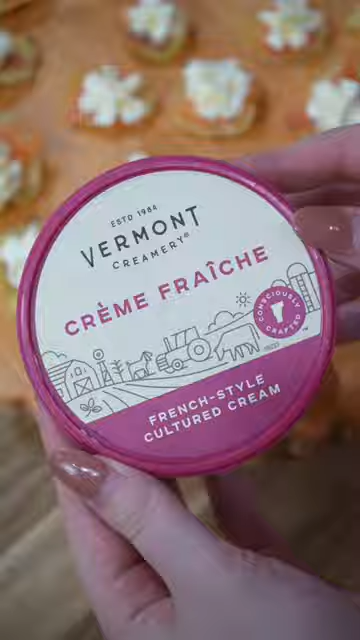 ESTD 1984
VERMONT
CREAMERY®
CRÈME FRAÎCHE
CONSCIOUSLY
CRAFTED
FRENCH-STYLE
CULTURED CREAM